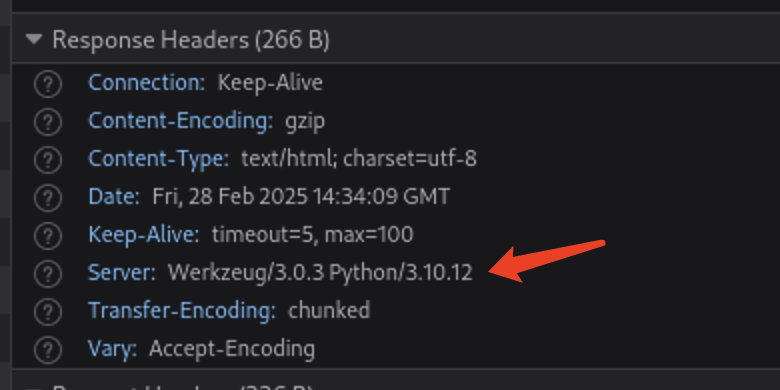 Response Headers (266 B)
? Connection: Keep-Alive
? Content-Encoding: gzip
? Content-Type: text/html; charset=utf-8
? Date: Fri, 28 Feb 2025 14:34:09 GMT
? Keep-Alive: timeout=5, max=100
? Server: Werkzeug/3.0.3 Python/3.10.12
? Transfer-Encoding: chunked
? Vary: Accept-Encoding